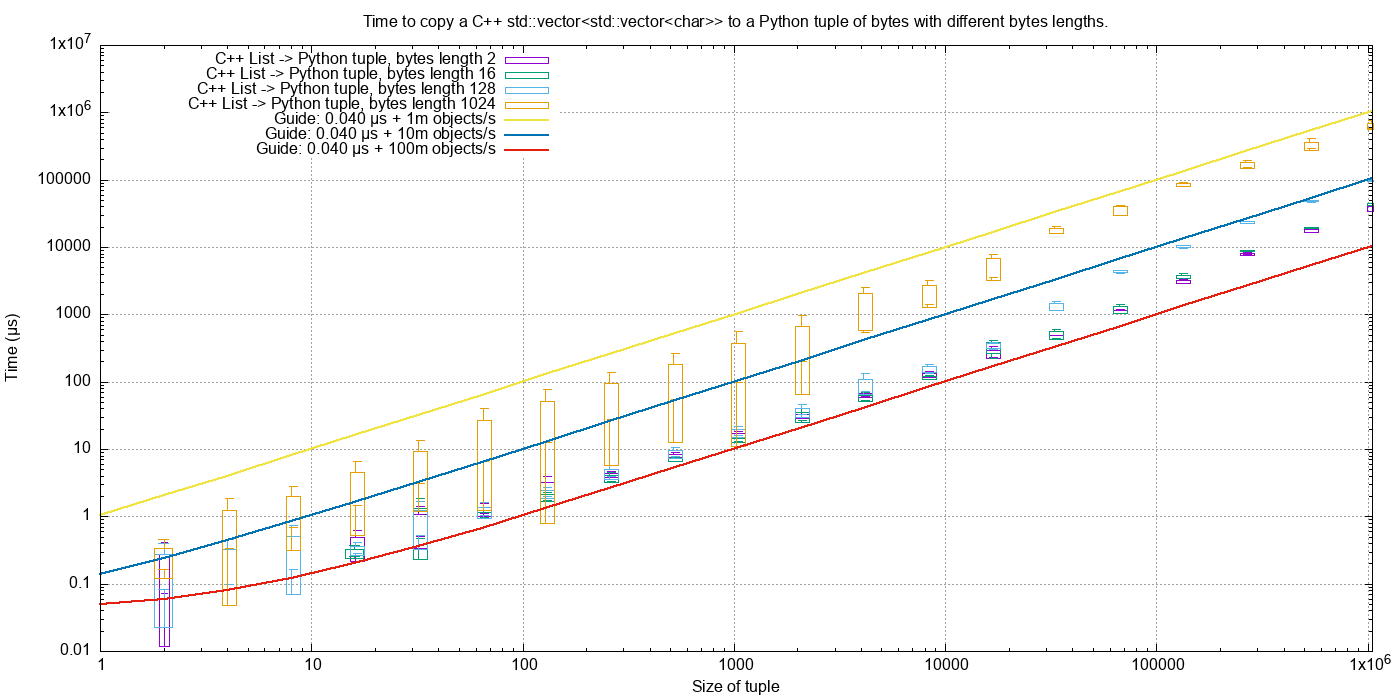 Time to copy a C++ std::vector<std::vector<char>> to a Python tuple of bytes with different bytes lengths.
C++ List -> Python tuple, bytes length 2
C++ List -> Python tuple, bytes length 16
C++ List -> Python tuple, bytes length 128
C++ List -> Python tuple, bytes length 1024
Guide: 0.040 µs + 1m objects/s
Guide: 0.040 µs + 10m objects/s
Guide: 0.040 µs + 100m objects/s
1x10^7
1x10^6
100000
10000
1000
100
10
1
0.1
0.01
Time (µs)
1
10
100
1000
10000
100000
1x10^6
Size of tuple